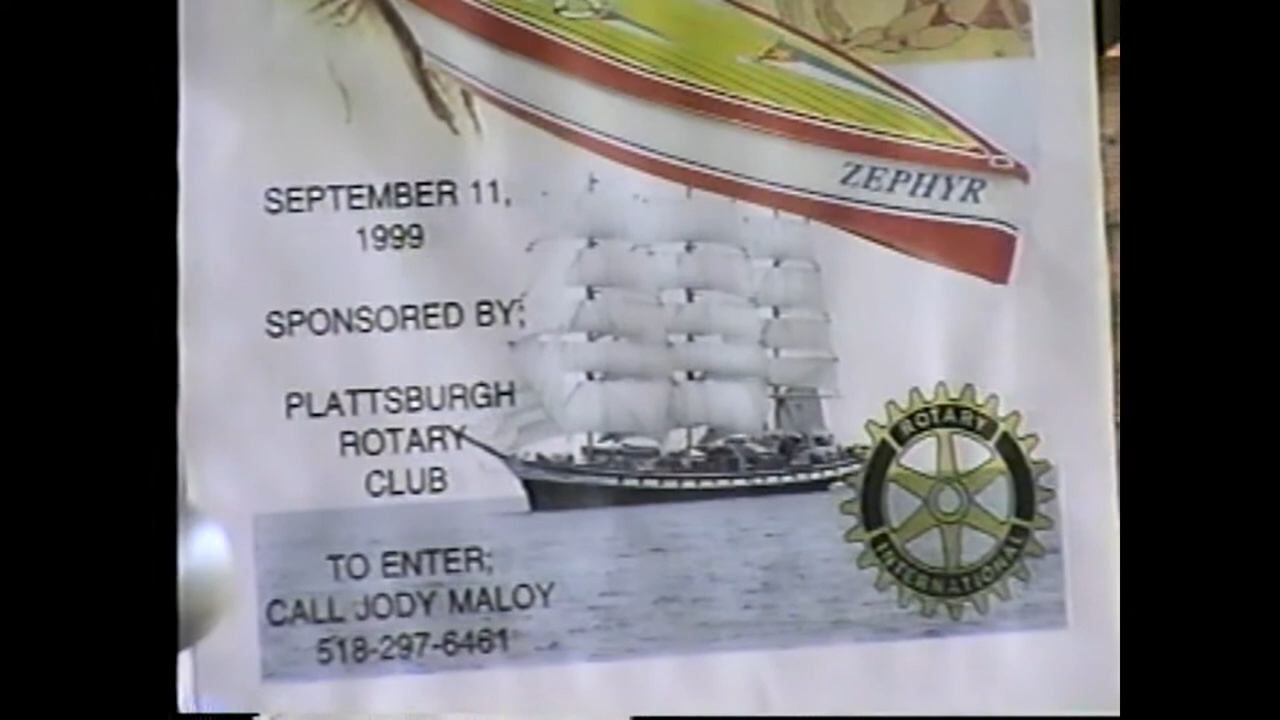 ZEPHYR
SEPTEMBER 11,
1999
SPONSORED BY;
PLATTSBURGH
ROTARY
CLUB
ROTARY
INTERNATIONAL
TO ENTER;
CALL JODY MALOY
518-297-6461